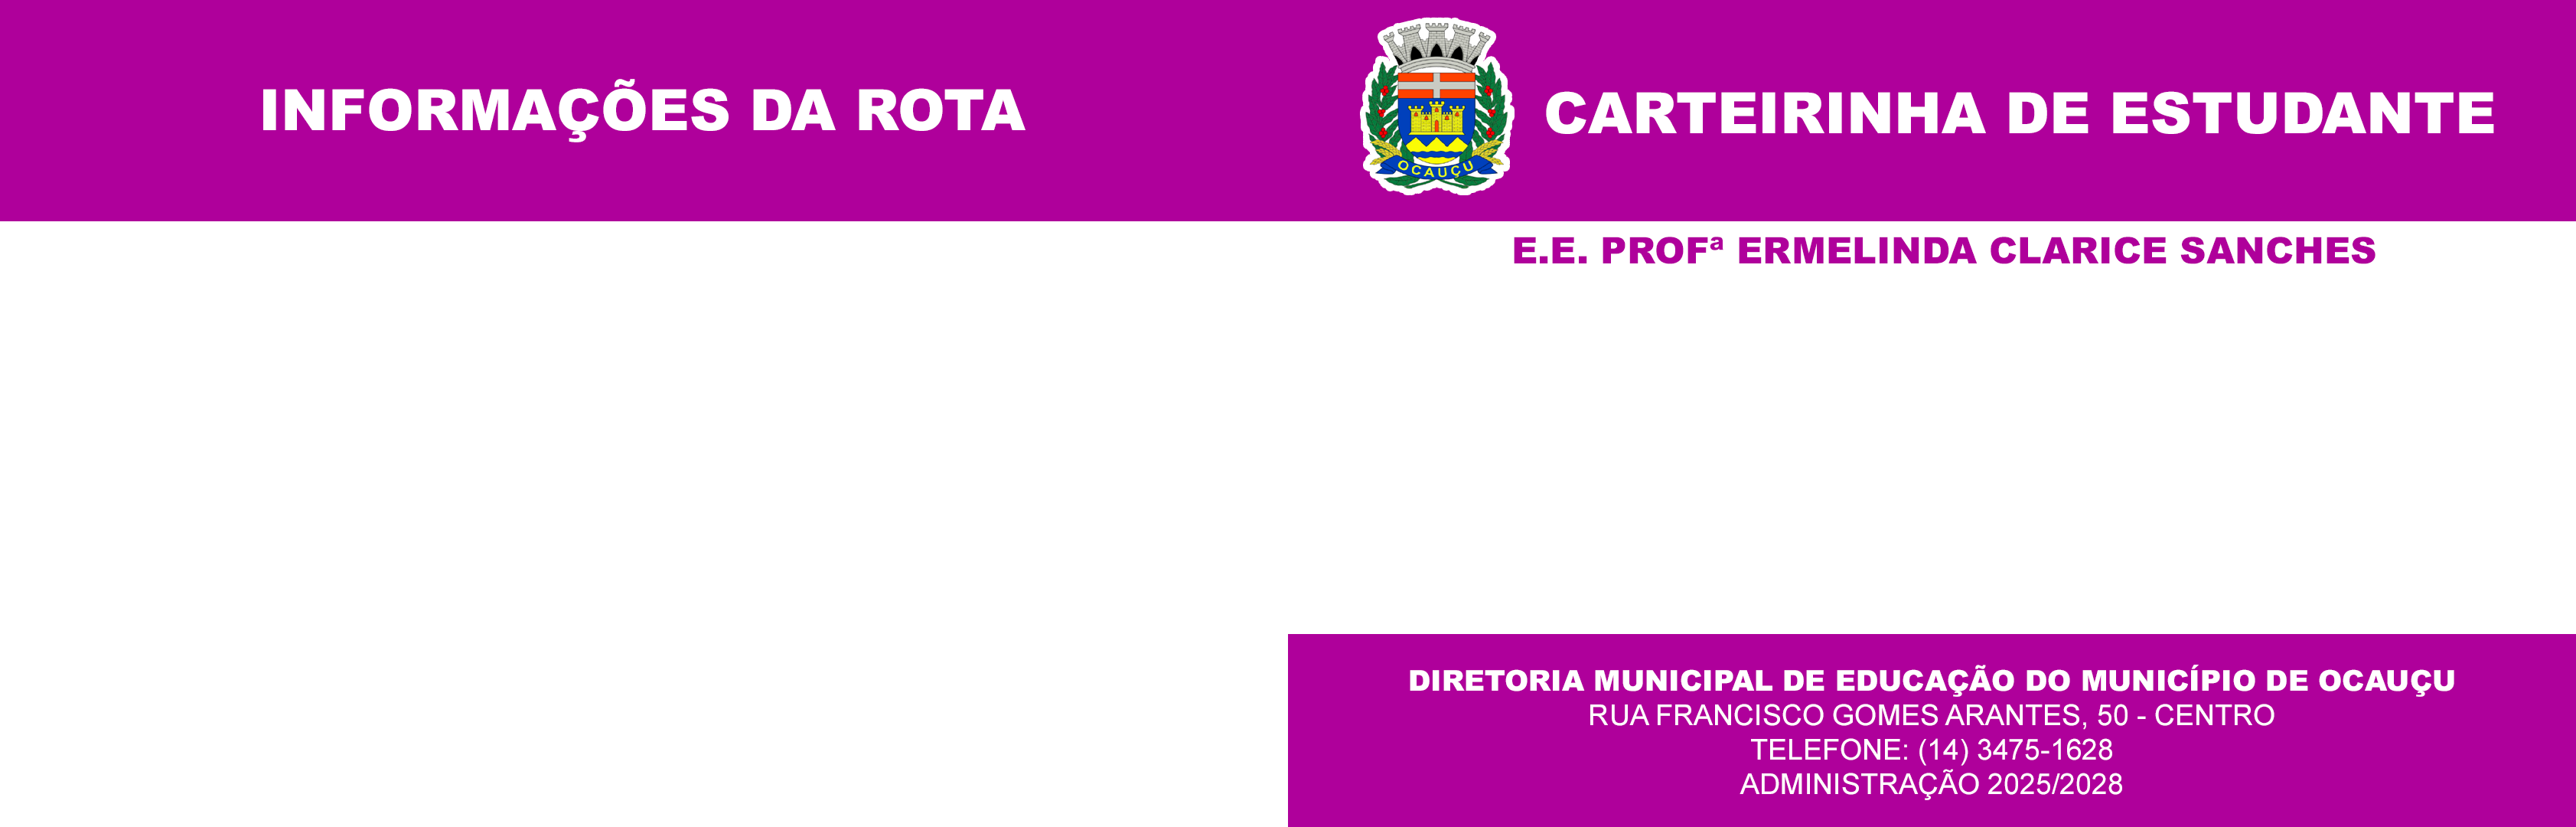 INFORMAÇÕES DA ROTA
OCAUÇU
CARTEIRINHA DE ESTUDANTE
E.E. PROFª ERMELINDA CLARICE SANCHES
DIRETORIA MUNICIPAL DE EDUCAÇÃO DO MUNICÍPIO DE OCAUÇU
RUA FRANCISCO GOMES ARANTES, 50 - CENTRO
TELEFONE: (14) 3475-1628
ADMINISTRAÇÃO 2025/2028